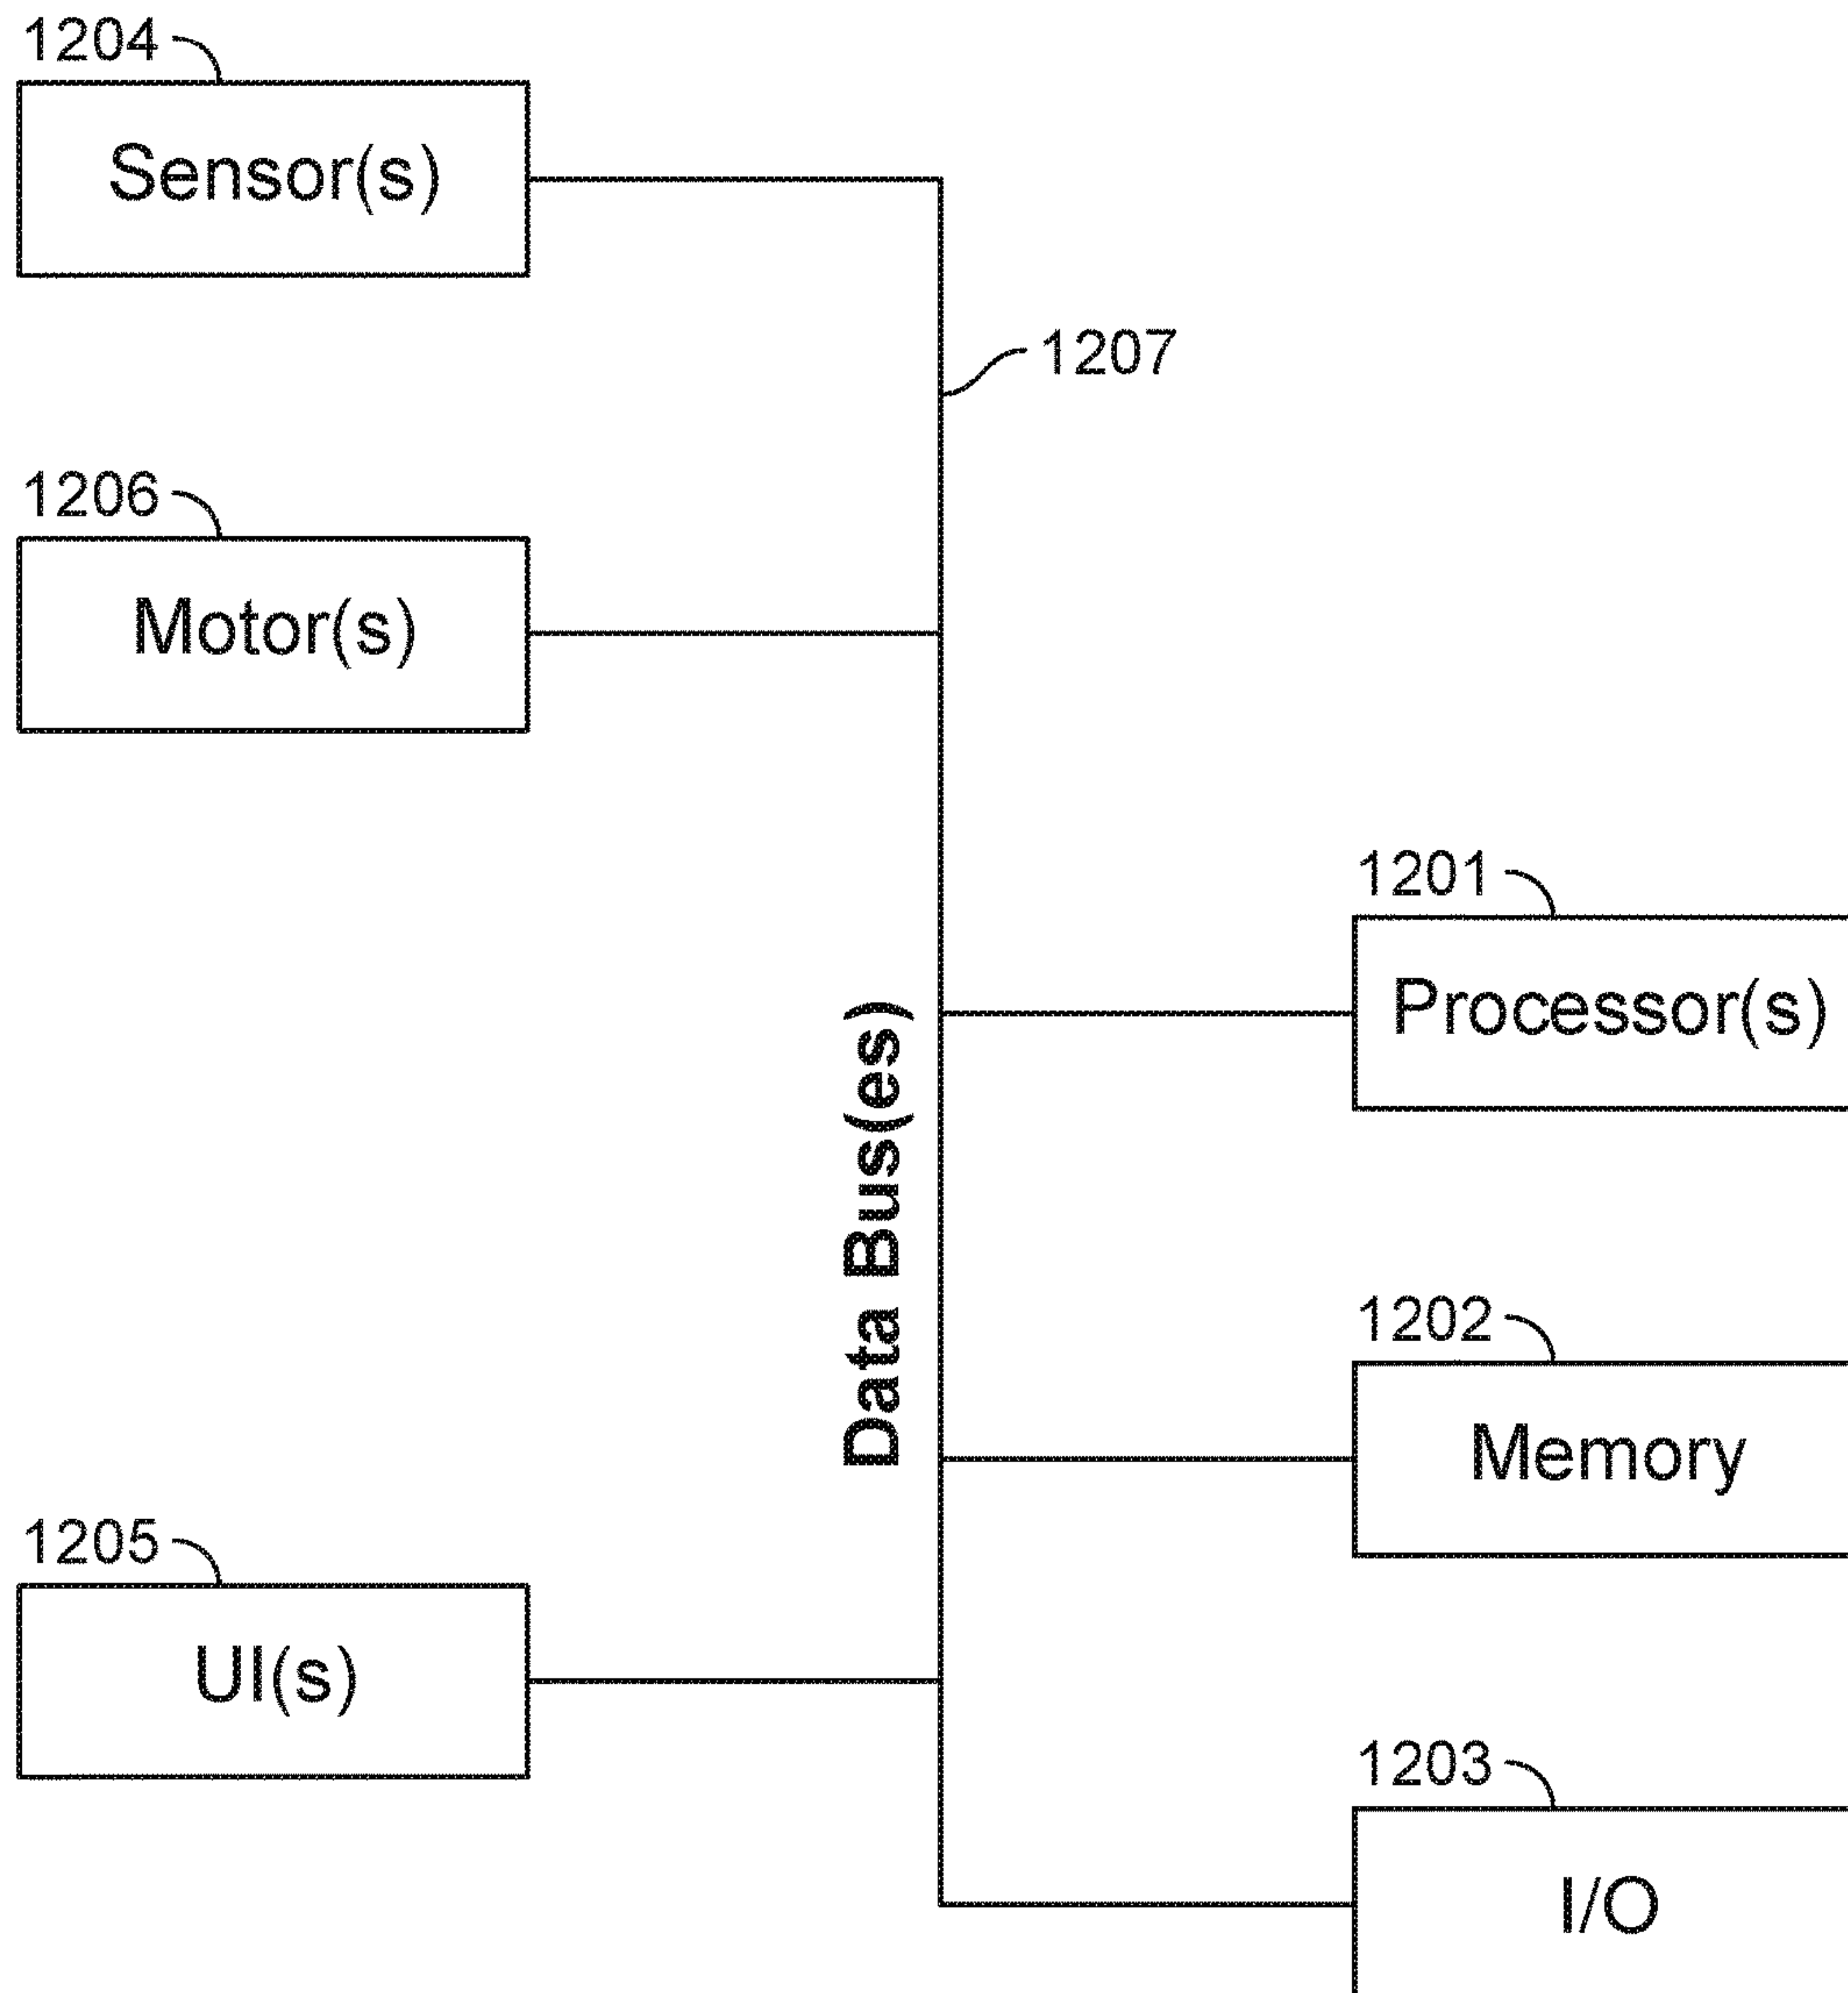 1204
Sensor(s)
1207
1206
Motor(s)
1201
Processor(s)
Data Bus(es)
1202
Memory
1205
UI(s)
1203
I/O